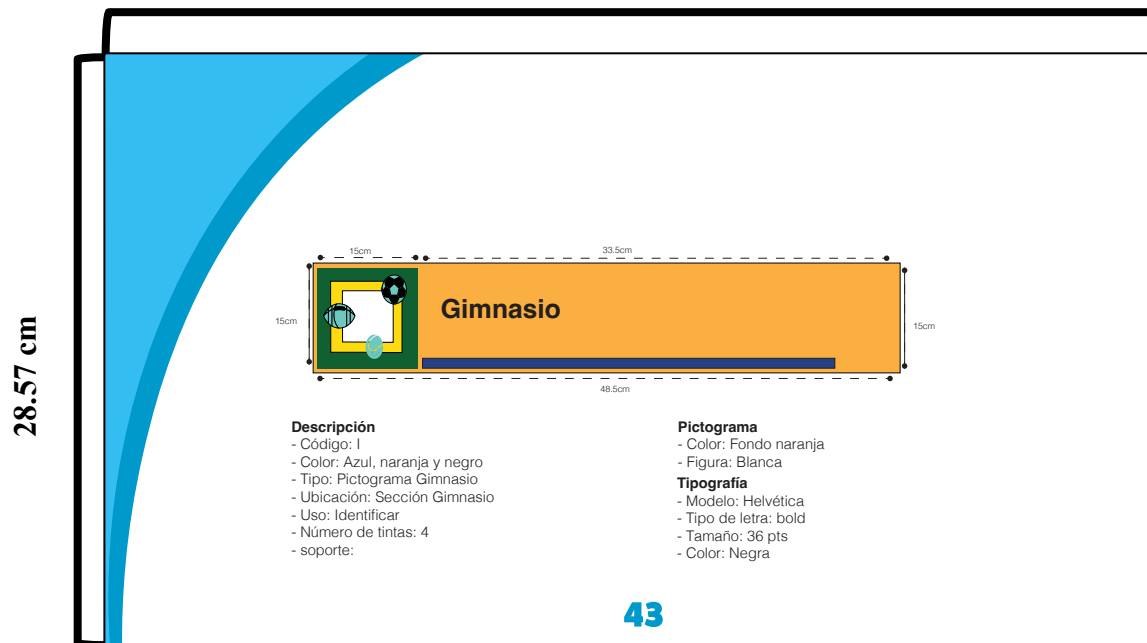 28.57 cm
15cm
33.5cm
15cm
Gimnasio
15cm
48.5cm
Descripción
- Código: I
- Color: Azul, naranja y negro
- Tipo: Pictograma Gimnasio
- Ubicación: Sección Gimnasio
- Uso: Identificar
- Número de tintas: 4
- soporte:
Pictograma
- Color: Fondo naranja
- Figura: Blanca
Tipografía
- Modelo: Helvética
- Tipo de letra: bold
- Tamaño: 36 pts
- Color: Negra
43